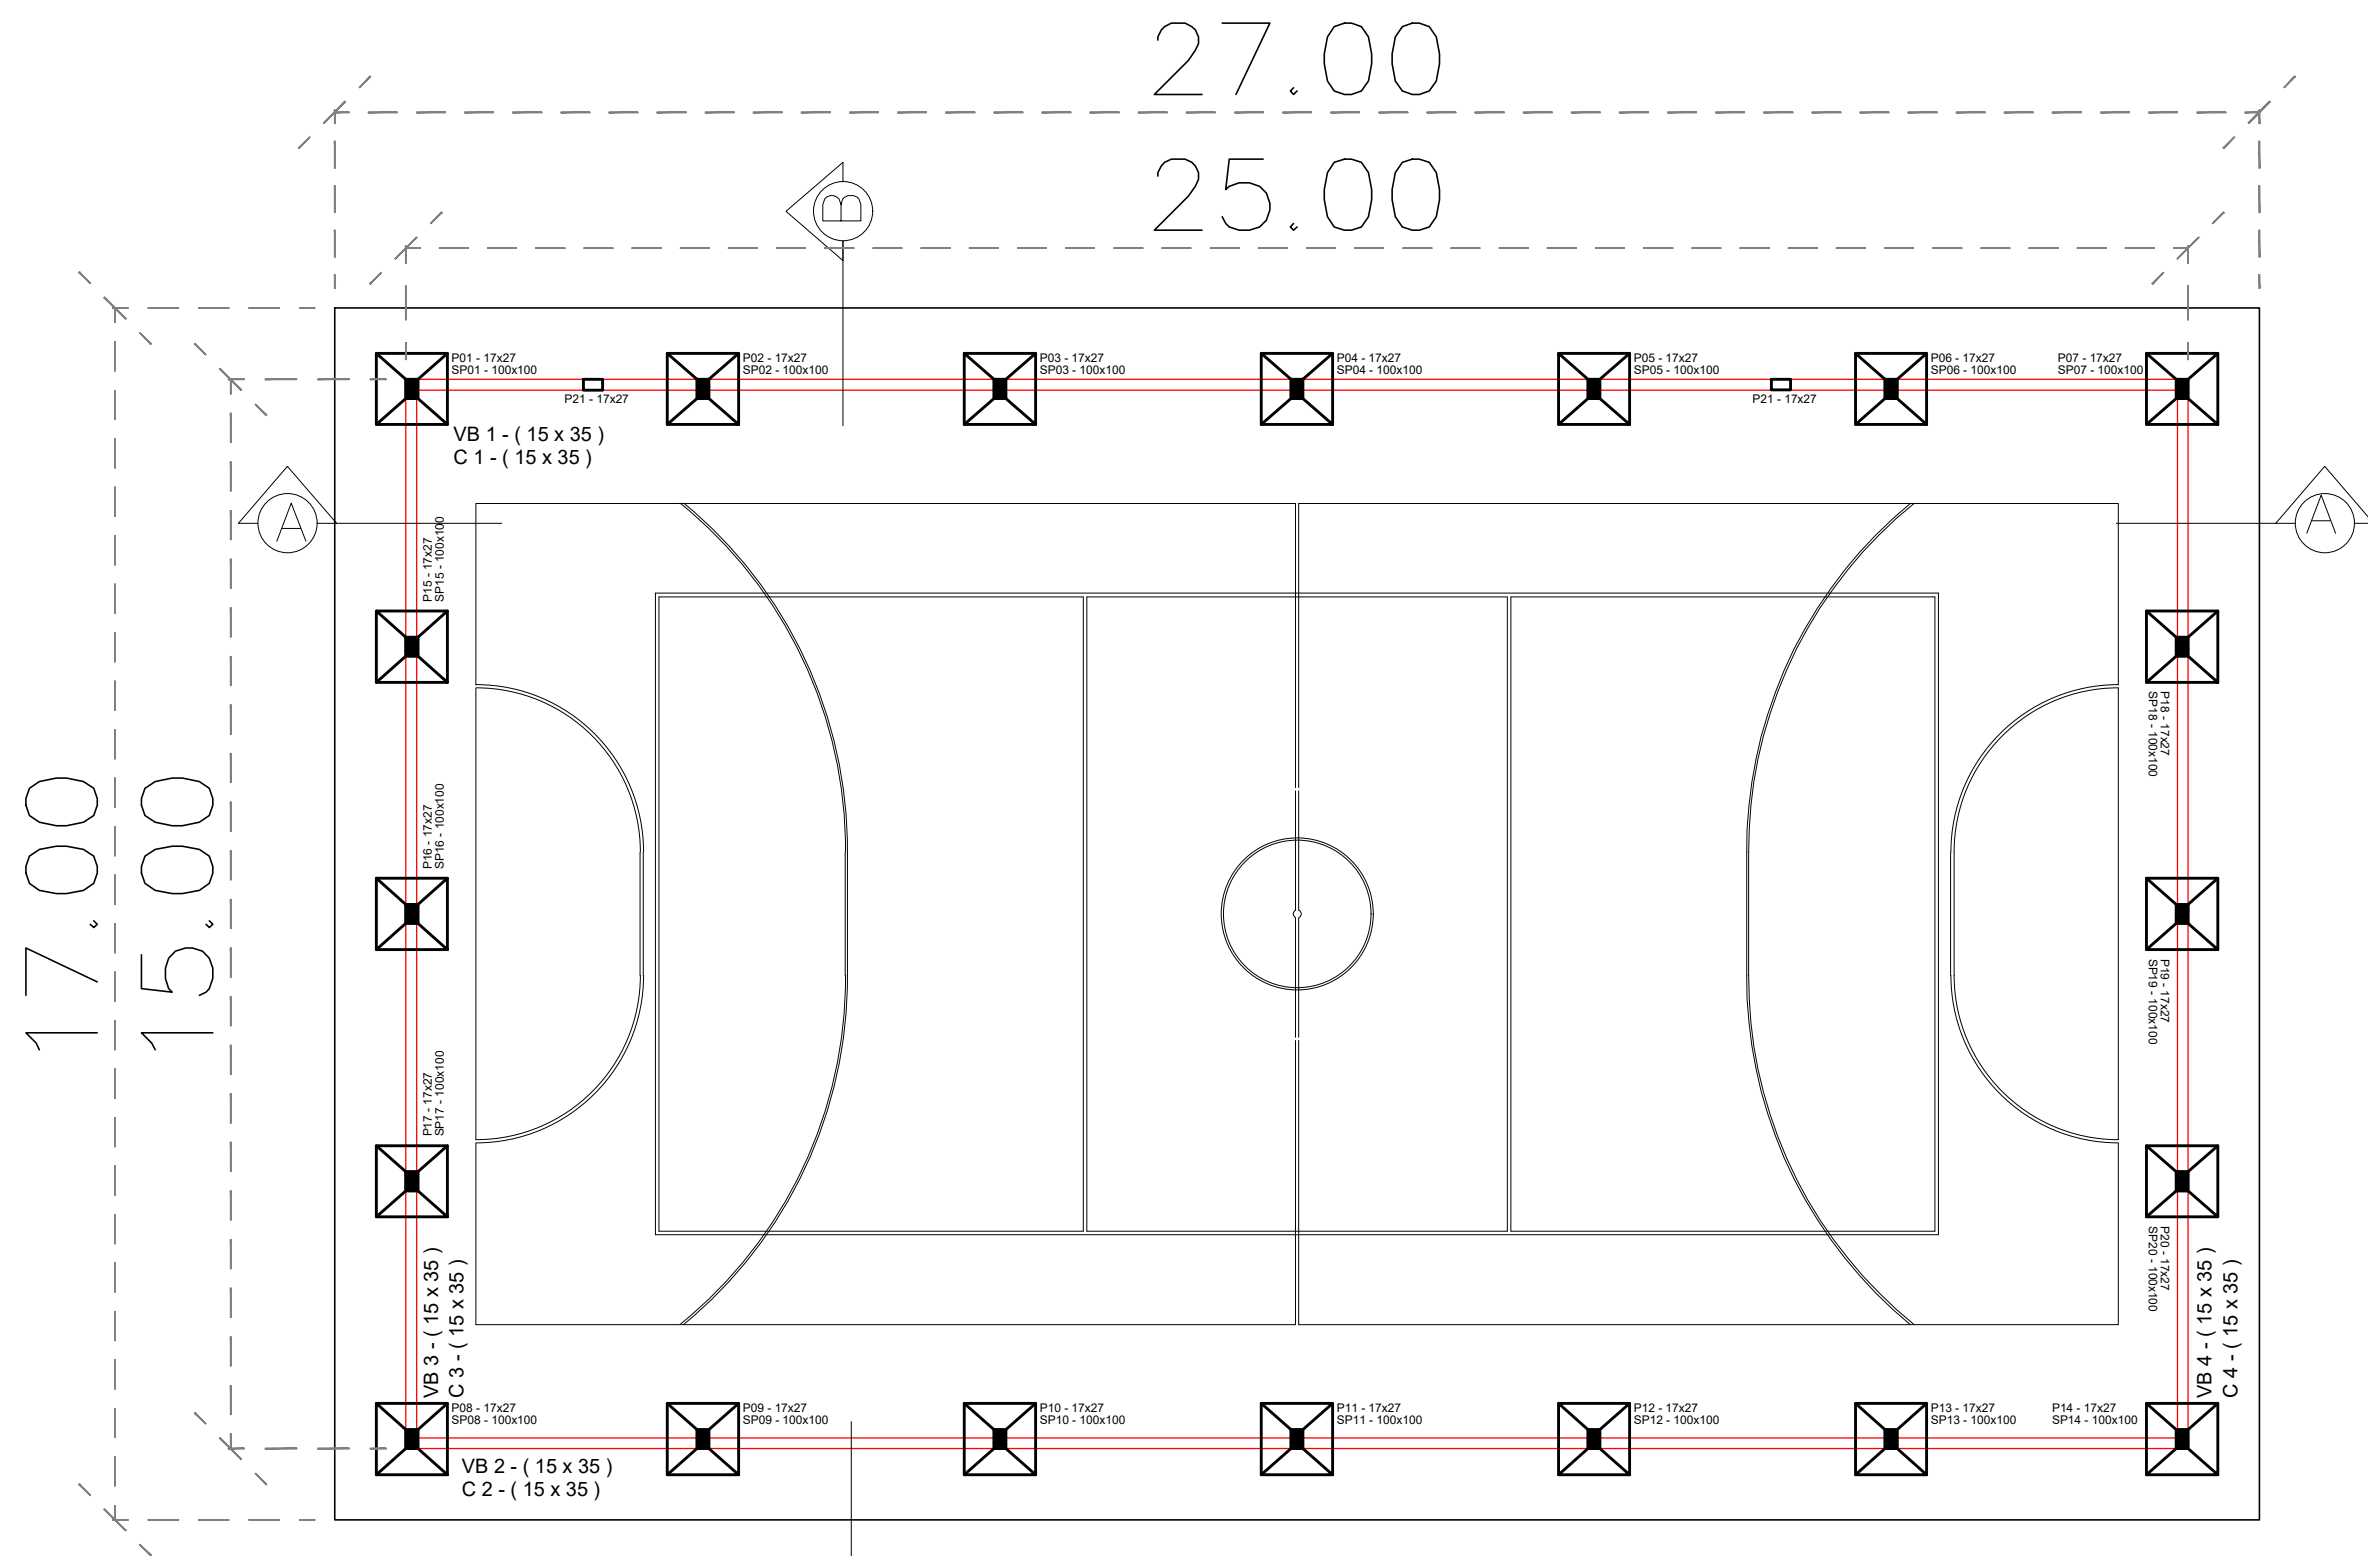 27.00
25.00
B
P01 - 17x27
SP01 - 100x100
P02 - 17x27
SP02 - 100x100
P03 - 17x27
SP03 - 100x100
P04 - 17x27
SP04 - 100x100
P05 - 17x27
SP05 - 100x100
P06 - 17x27
SP06 - 100x100
P07 - 17x27
SP07 - 100x100
P21 - 17x27
P21 - 17x27
VB 1 - ( 15 x 35 )
C 1 - ( 15 x 35 )
A
A
P15 - 17x27
SP15 - 100x100
P18 - 17x27
SP18 - 100x100
17.00
15.00
P16 - 17x27
SP16 - 100x100
P19 - 17x27
SP19 - 100x100
P17 - 17x27
SP17 - 100x100
P20 - 17x27
SP20 - 100x100
VB 3 - ( 15 x 35 )
C 3 - ( 15 x 35 )
VB 4 - ( 15 x 35 )
C 4 - ( 15 x 35 )
P08 - 17x27
SP08 - 100x100
P09 - 17x27
SP09 - 100x100
P10 - 17x27
SP10 - 100x100
P11 - 17x27
SP11 - 100x100
P12 - 17x27
SP12 - 100x100
P13 - 17x27
SP13 - 100x100
P14 - 17x27
SP14 - 100x100
VB 2 - ( 15 x 35 )
C 2 - ( 15 x 35 )